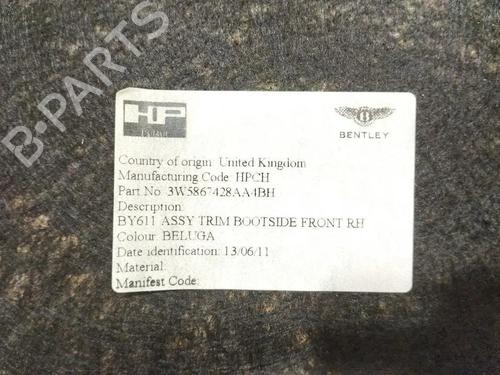 HP
BENTLEY
Country of origin: United Kingdom
Manufacturing Code: HPCH
Part No: 3W5867428AA4BH
Description:
BY611 ASSY TRIM BOOTSIDE FRONT RH
Colour: BELUGA
Date identification: 13/06/11
Material:
Manifest Code:
B-PARTS